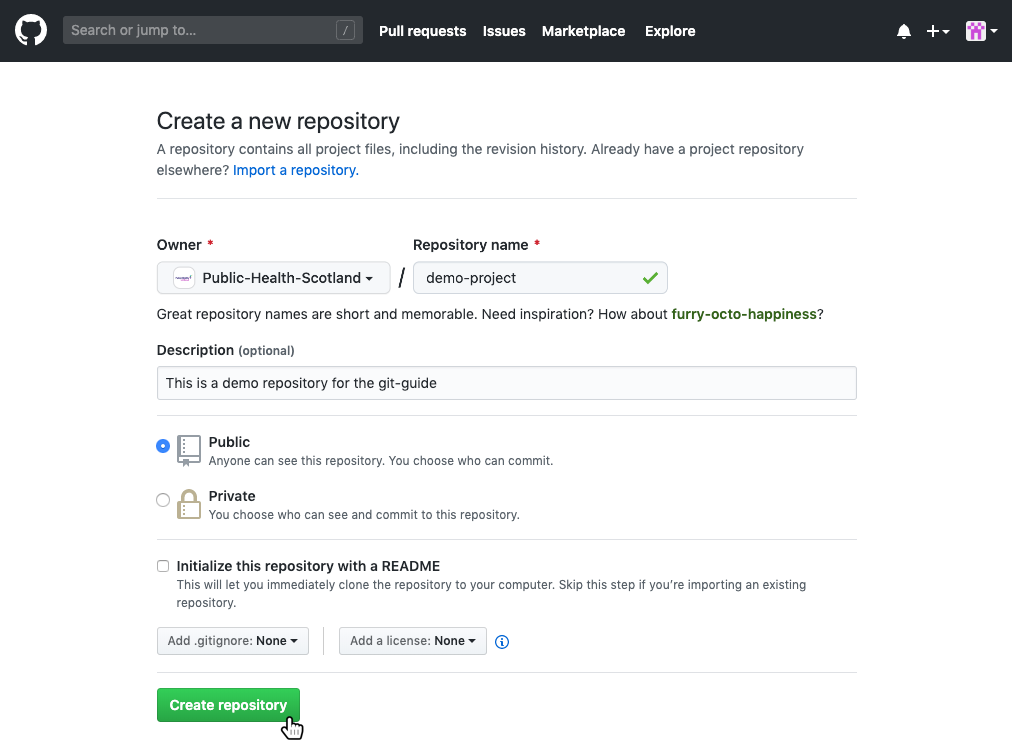 Search or jump to... /
Pull requests Issues Marketplace Explore
Create a new repository
A repository contains all project files, including the revision history. Already have a project repository
elsewhere? Import a repository.
Owner * Repository name *
Public-Health-Scotland / demo-project
Great repository names are short and memorable. Need inspiration? How about furry-octo-happiness?
Description (optional)
This is a demo repository for the git-guide
Public
Anyone can see this repository. You choose who can commit.
Private
You choose who can see and commit to this repository.
Initialize this repository with a README
This will let you immediately clone the repository to your computer. Skip this step if you’re importing an existing
repository.
Add .gitignore: None Add a license: None
Create repository